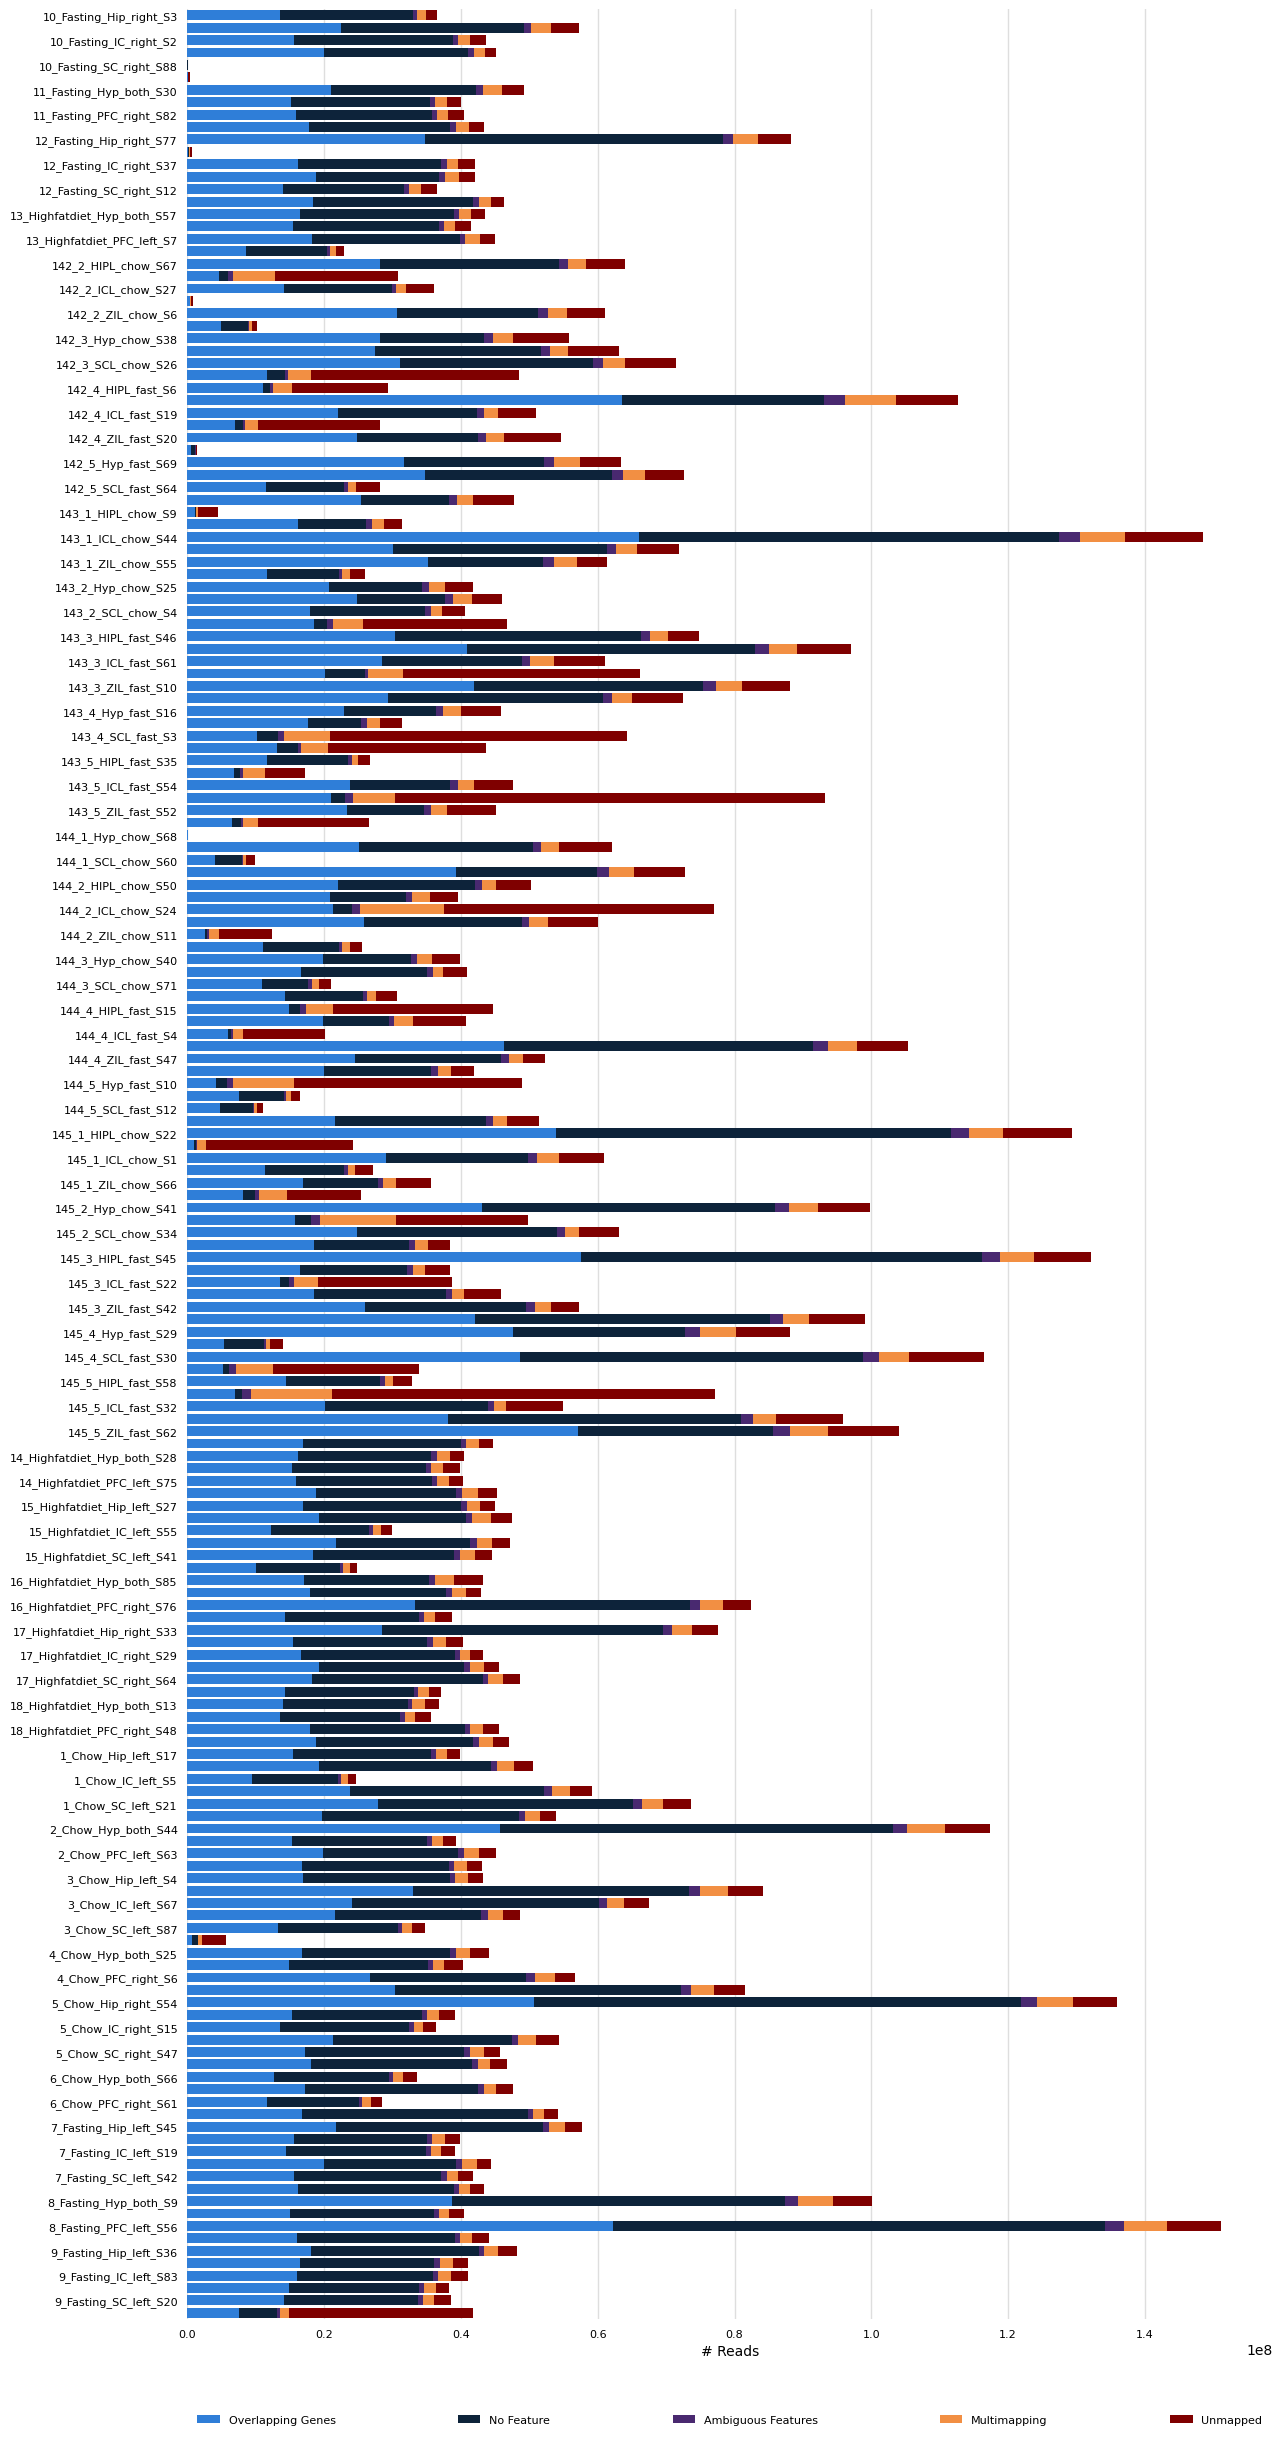 10_Fasting_Hip_right_S3
10_Fasting_IC_right_S2
10_Fasting_SC_right_S88
11_Fasting_Hyp_both_S30
11_Fasting_PFC_right_S82
12_Fasting_Hip_right_S77
12_Fasting_IC_right_S37
12_Fasting_SC_right_S12
13_Highfatdiet_Hyp_both_S57
13_Highfatdiet_PFC_left_S7
142_2_HIPL_chow_S67
142_2_ICL_chow_S27
142_2_ZIL_chow_S6
142_3_Hyp_chow_S38
142_3_SCL_chow_S26
142_4_HIPL_fast_S6
142_4_ICL_fast_S19
142_4_ZIL_fast_S20
142_5_Hyp_fast_S69
142_5_SCL_fast_S64
143_1_HIPL_chow_S9
143_1_ICL_chow_S44
143_1_ZIL_chow_S55
143_2_Hyp_chow_S25
143_2_SCL_chow_S4
143_3_HIPL_fast_S46
143_3_ICL_fast_S61
143_3_ZIL_fast_S10
143_4_Hyp_fast_S16
143_4_SCL_fast_S3
143_5_HIPL_fast_S35
143_5_ICL_fast_S54
143_5_ZIL_fast_S52
144_1_Hyp_chow_S68
144_1_SCL_chow_S60
144_2_HIPL_chow_S50
144_2_ICL_chow_S24
144_2_ZIL_chow_S11
144_3_Hyp_chow_S40
144_3_SCL_chow_S71
144_4_HIPL_fast_S15
144_4_ICL_fast_S4
144_4_ZIL_fast_S47
144_5_Hyp_fast_S10
144_5_SCL_fast_S12
145_1_HIPL_chow_S22
145_1_ICL_chow_S1
145_1_ZIL_chow_S66
145_2_Hyp_chow_S41
145_2_SCL_chow_S34
145_3_HIPL_fast_S45
145_3_ICL_fast_S22
145_3_ZIL_fast_S42
145_4_Hyp_fast_S29
145_4_SCL_fast_S30
145_5_HIPL_fast_S58
145_5_ICL_fast_S32
145_5_ZIL_fast_S62
14_Highfatdiet_Hyp_both_S28
14_Highfatdiet_PFC_left_S75
15_Highfatdiet_Hip_left_S27
15_Highfatdiet_IC_left_S55
15_Highfatdiet_SC_left_S41
16_Highfatdiet_Hyp_both_S85
16_Highfatdiet_PFC_right_S76
17_Highfatdiet_Hip_right_S33
17_Highfatdiet_IC_right_S29
17_Highfatdiet_SC_right_S64
18_Highfatdiet_Hyp_both_S13
18_Highfatdiet_PFC_right_S48
1_Chow_Hip_left_S17
1_Chow_IC_left_S5
1_Chow_SC_left_S21
2_Chow_Hyp_both_S44
2_Chow_PFC_left_S63
3_Chow_Hip_left_S4
3_Chow_IC_left_S67
3_Chow_SC_left_S87
4_Chow_Hyp_both_S25
4_Chow_PFC_right_S6
5_Chow_Hip_right_S54
5_Chow_IC_right_S15
5_Chow_SC_right_S47
6_Chow_Hyp_both_S66
6_Chow_PFC_right_S61
7_Fasting_Hip_left_S45
7_Fasting_IC_left_S19
7_Fasting_SC_left_S42
8_Fasting_Hyp_both_S9
8_Fasting_PFC_left_S56
9_Fasting_Hip_left_S36
9_Fasting_IC_left_S83
9_Fasting_SC_left_S20
0.0 0.2 0.4 0.6 0.8 1.0 1.2 1.4
# Reads
1e8
Overlapping Genes No Feature Ambiguous Features Multimapping Unmapped